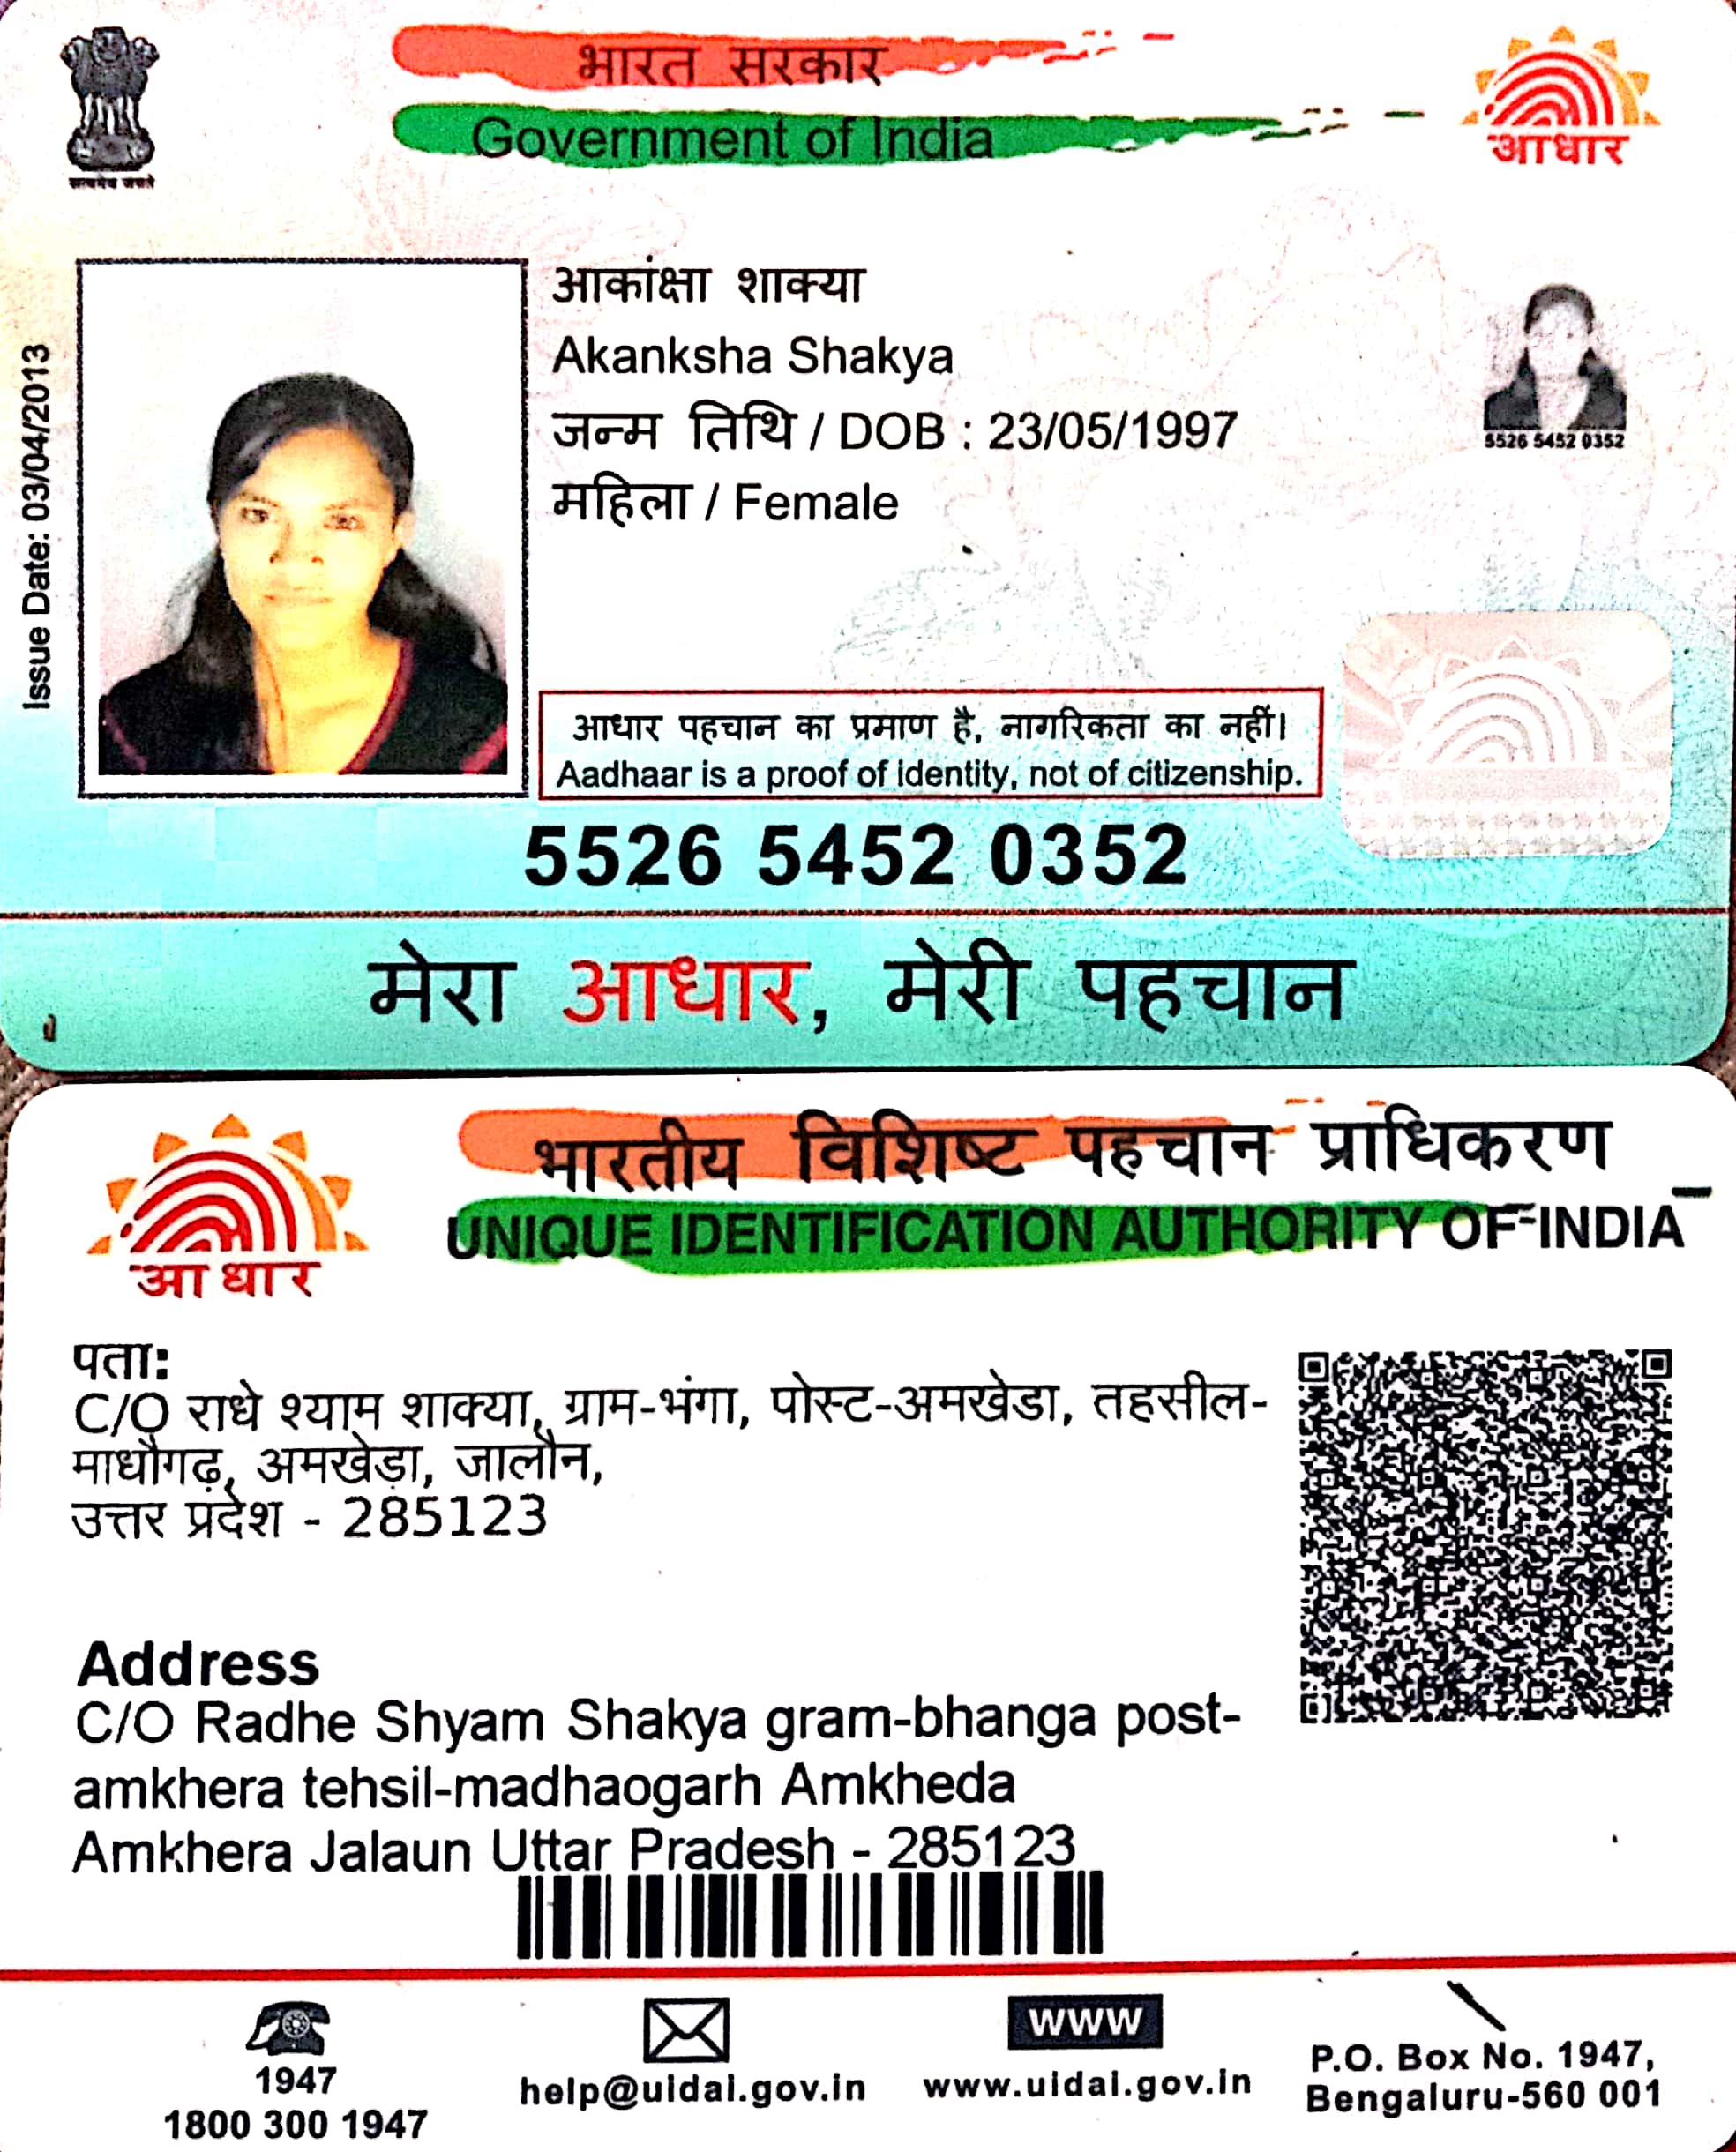 सत्यमेव जयते
भारत सरकार
Government of India
आधार
Issue Date: 03/04/2013
आकांक्षा शाक्या
Akanksha Shakya
जन्म तिथि / DOB : 23/05/1997
महिला / Female
5526 5452 0352
आधार पहचान का प्रमाण है, नागरिकता का नहीं।
Aadhaar is a proof of identity, not of citizenship.
5526 5452 0352
मेरा आधार, मेरी पहचान
आधार
भारतीय विशिष्ट पहचान प्राधिकरण
UNIQUE IDENTIFICATION AUTHORITY OF INDIA
पता:
C/O राधे श्याम शाक्या, ग्राम-भंगा, पोस्ट-अमखेडा, तहसील-
माधौगढ़, अमखेड़ा, जालौन,
उत्तर प्रदेश - 285123
Address
C/O Radhe Shyam Shakya gram-bhanga post-
amkhera tehsil-madhaogarh Amkheda
Amkhera Jalaun Uttar Pradesh - 285123
1947
1800 300 1947
help@uidai.gov.in
www
www.uidai.gov.in
P.O. Box No. 1947,
Bengaluru-560 001